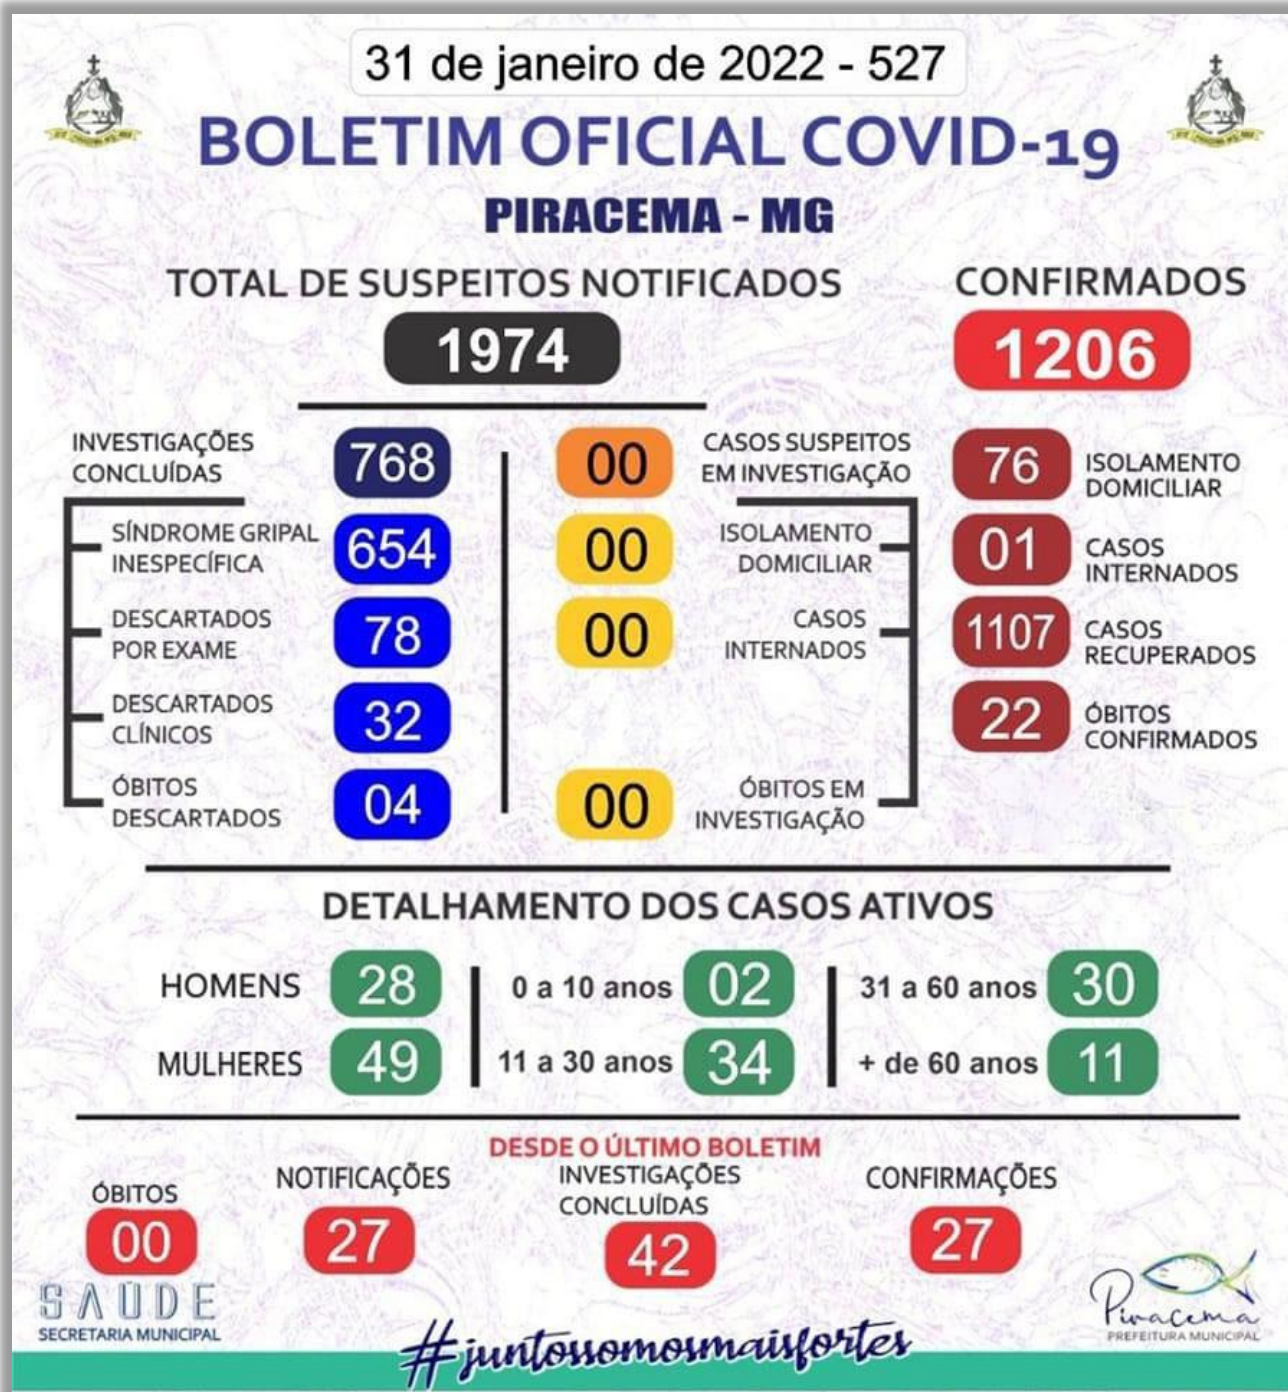 31 de janeiro de 2022 - 527
BOLETIM OFICIAL COVID-19
PIRACEMA - MG
TOTAL DE SUSPEITOS NOTIFICADOS
1974
CONFIRMADOS
1206
INVESTIGAÇÕES
CONCLUÍDAS
768
SÍNDROME GRIPAL
INESPECÍFICA
654
DESCARTADOS
POR EXAME
78
DESCARTADOS
CLÍNICOS
32
ÓBITOS
DESCARTADOS
04
00
CASOS SUSPEITOS
EM INVESTIGAÇÃO
00
ISOLAMENTO
DOMICILIAR
00
CASOS
INTERNADOS
00
ÓBITOS EM
INVESTIGAÇÃO
76
ISOLAMENTO
DOMICILIAR
01
CASOS
INTERNADOS
1107
CASOS
RECUPERADOS
22
ÓBITOS
CONFIRMADOS
DETALHAMENTO DOS CASOS ATIVOS
HOMENS 28
MULHERES 49
0 a 10 anos 02
11 a 30 anos 34
31 a 60 anos 30
+ de 60 anos 11
DESDE O ÚLTIMO BOLETIM
ÓBITOS
00
NOTIFICAÇÕES
27
INVESTIGAÇÕES
CONCLUÍDAS
42
CONFIRMAÇÕES
27
SAÚDE
SECRETARIA MUNICIPAL
#juntossomosmaisfortes
Piracema
PREFEITURA MUNICIPAL